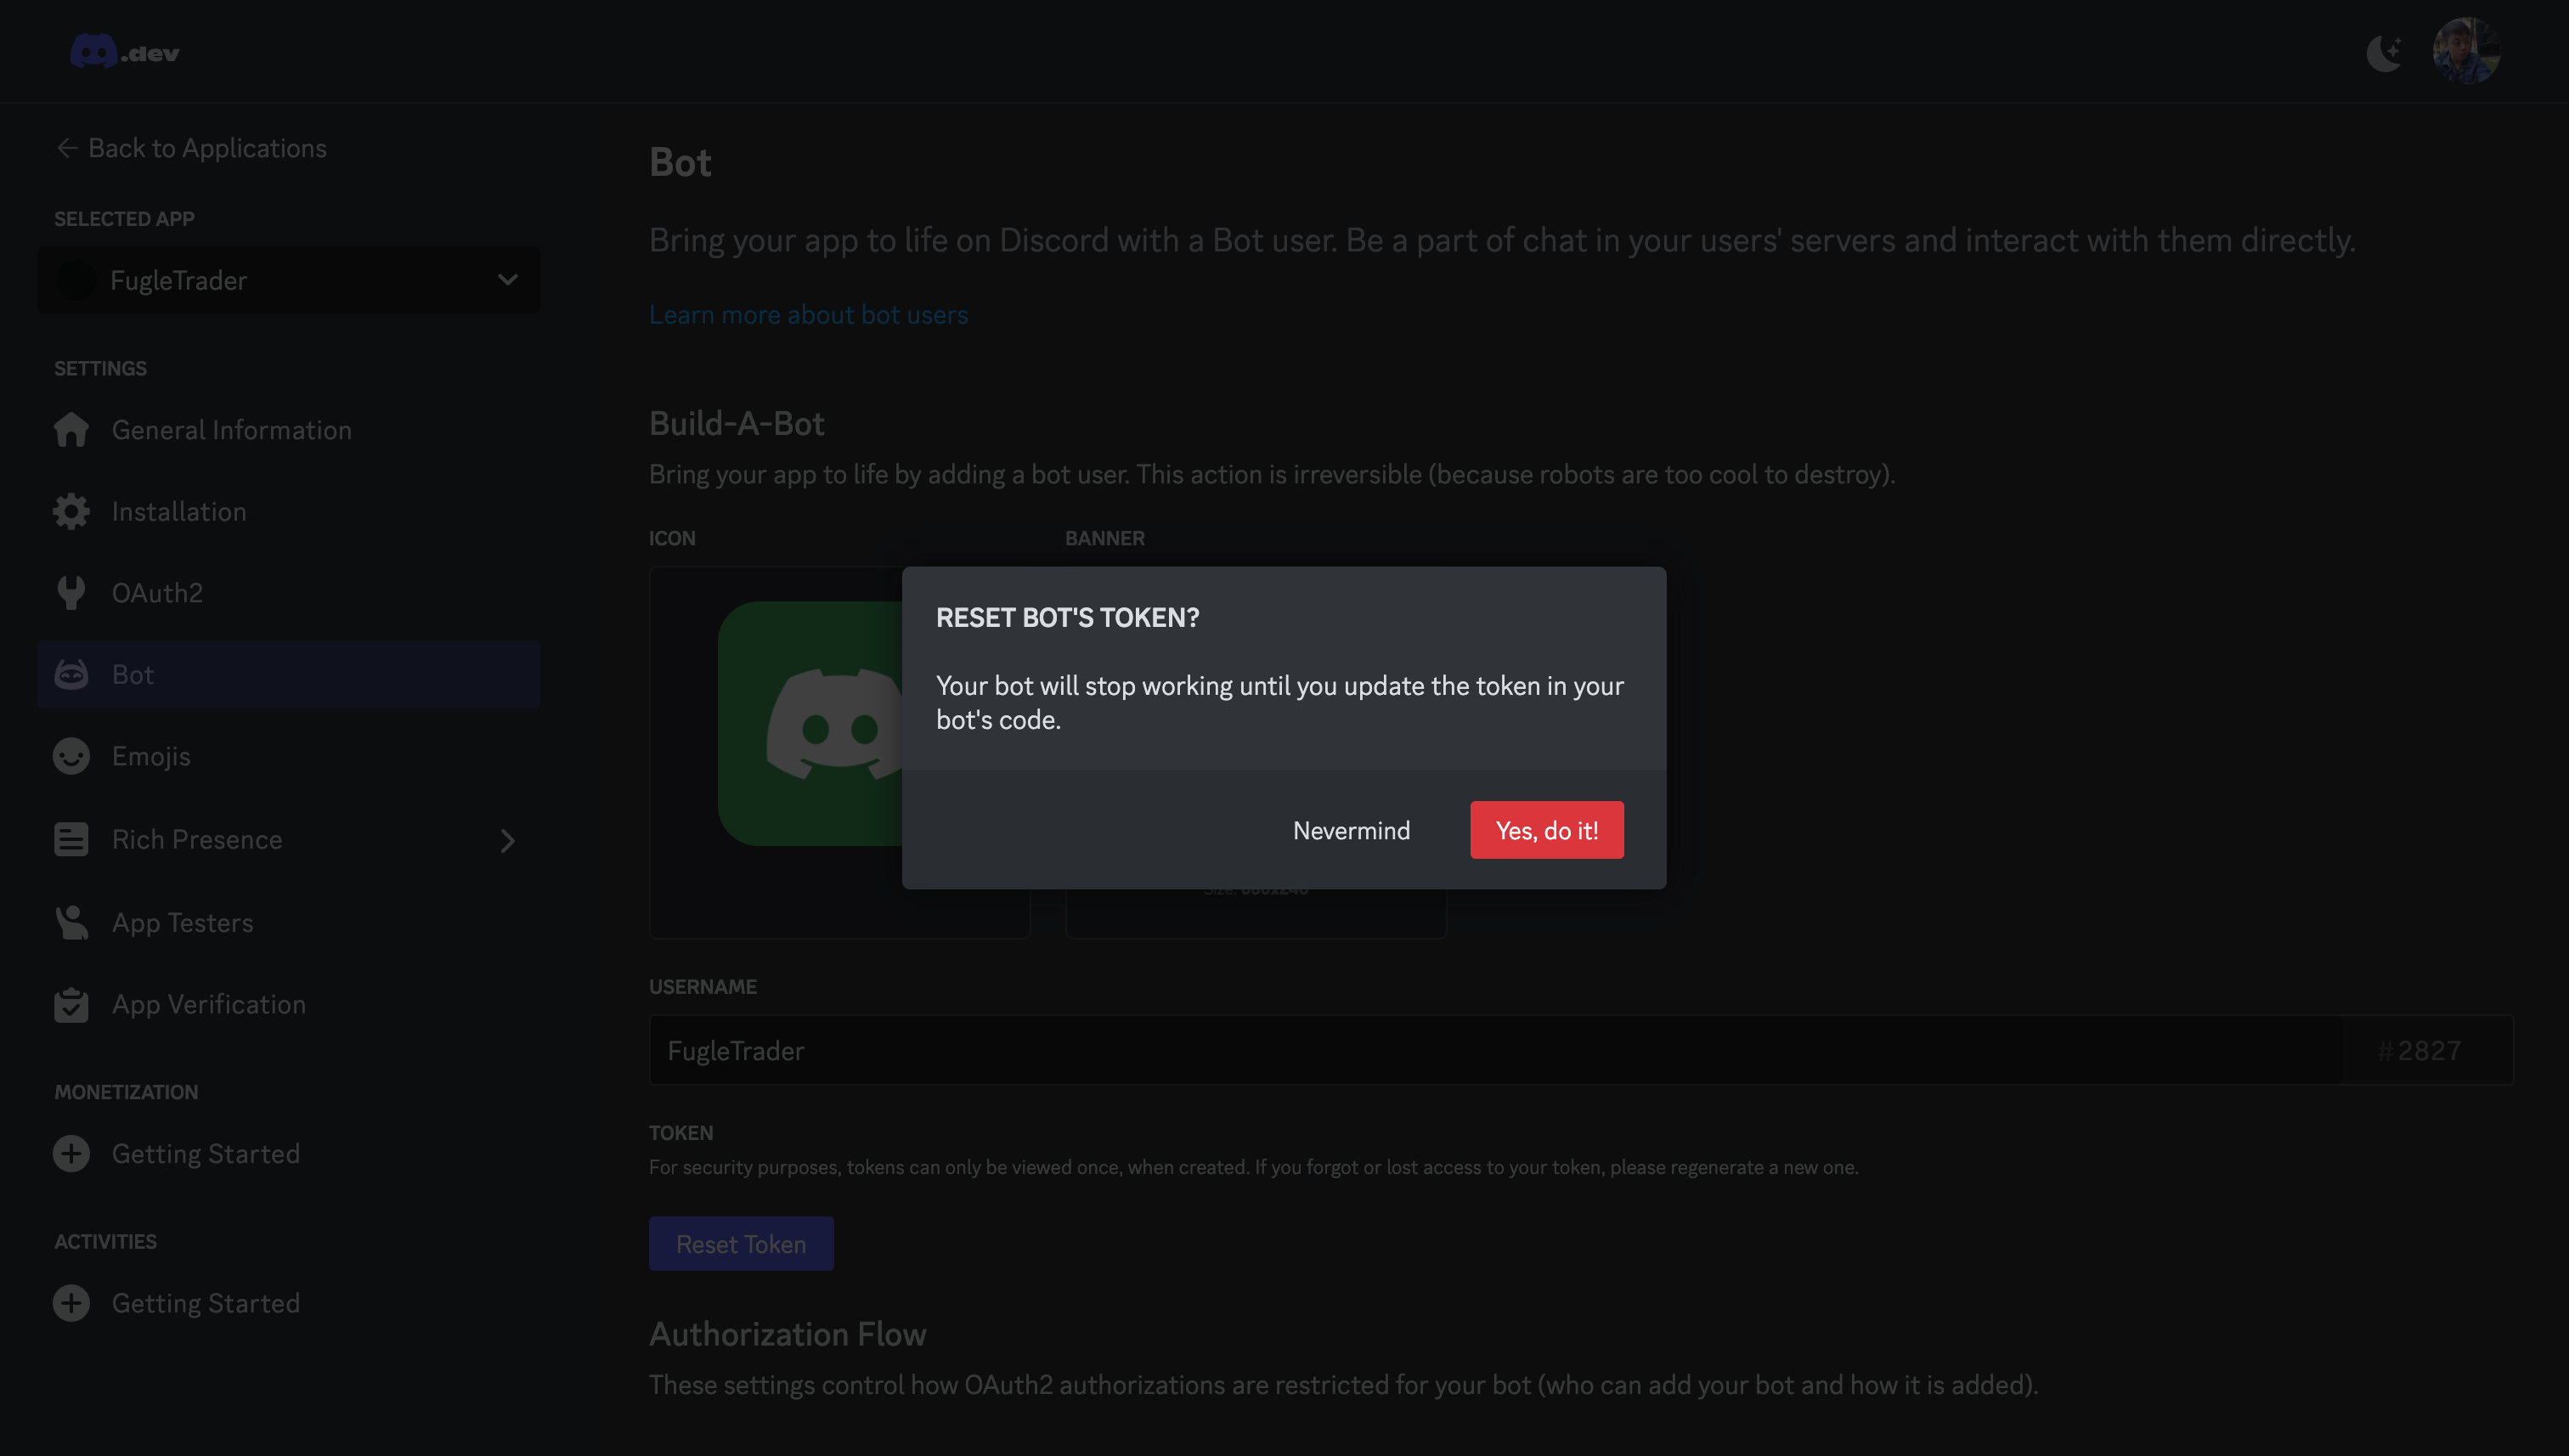 .dev
Back to Applications
SELECTED APP
FugleTrader
SETTINGS
General Information
Installation
OAuth2
Bot
Emojis
Rich Presence
App Testers
App Verification
MONETIZATION
Getting Started
ACTIVITIES
Getting Started
Bot
Bring your app to life on Discord with a Bot user. Be a part of chat in your users' servers and interact with them directly.
Learn more about bot users
Build-A-Bot
Bring your app to life by adding a bot user. This action is irreversible (because robots are too cool to destroy).
ICON
BANNER
RESET BOT'S TOKEN?
Your bot will stop working until you update the token in your
bot's code.
Nevermind
Yes, do it!
USERNAME
FugleTrader
#2827
TOKEN
For security purposes, tokens can only be viewed once, when created. If you forgot or lost access to your token, please regenerate a new one.
Reset Token
Authorization Flow
These settings control how OAuth2 authorizations are restricted for your bot (who can add your bot and how it is added).